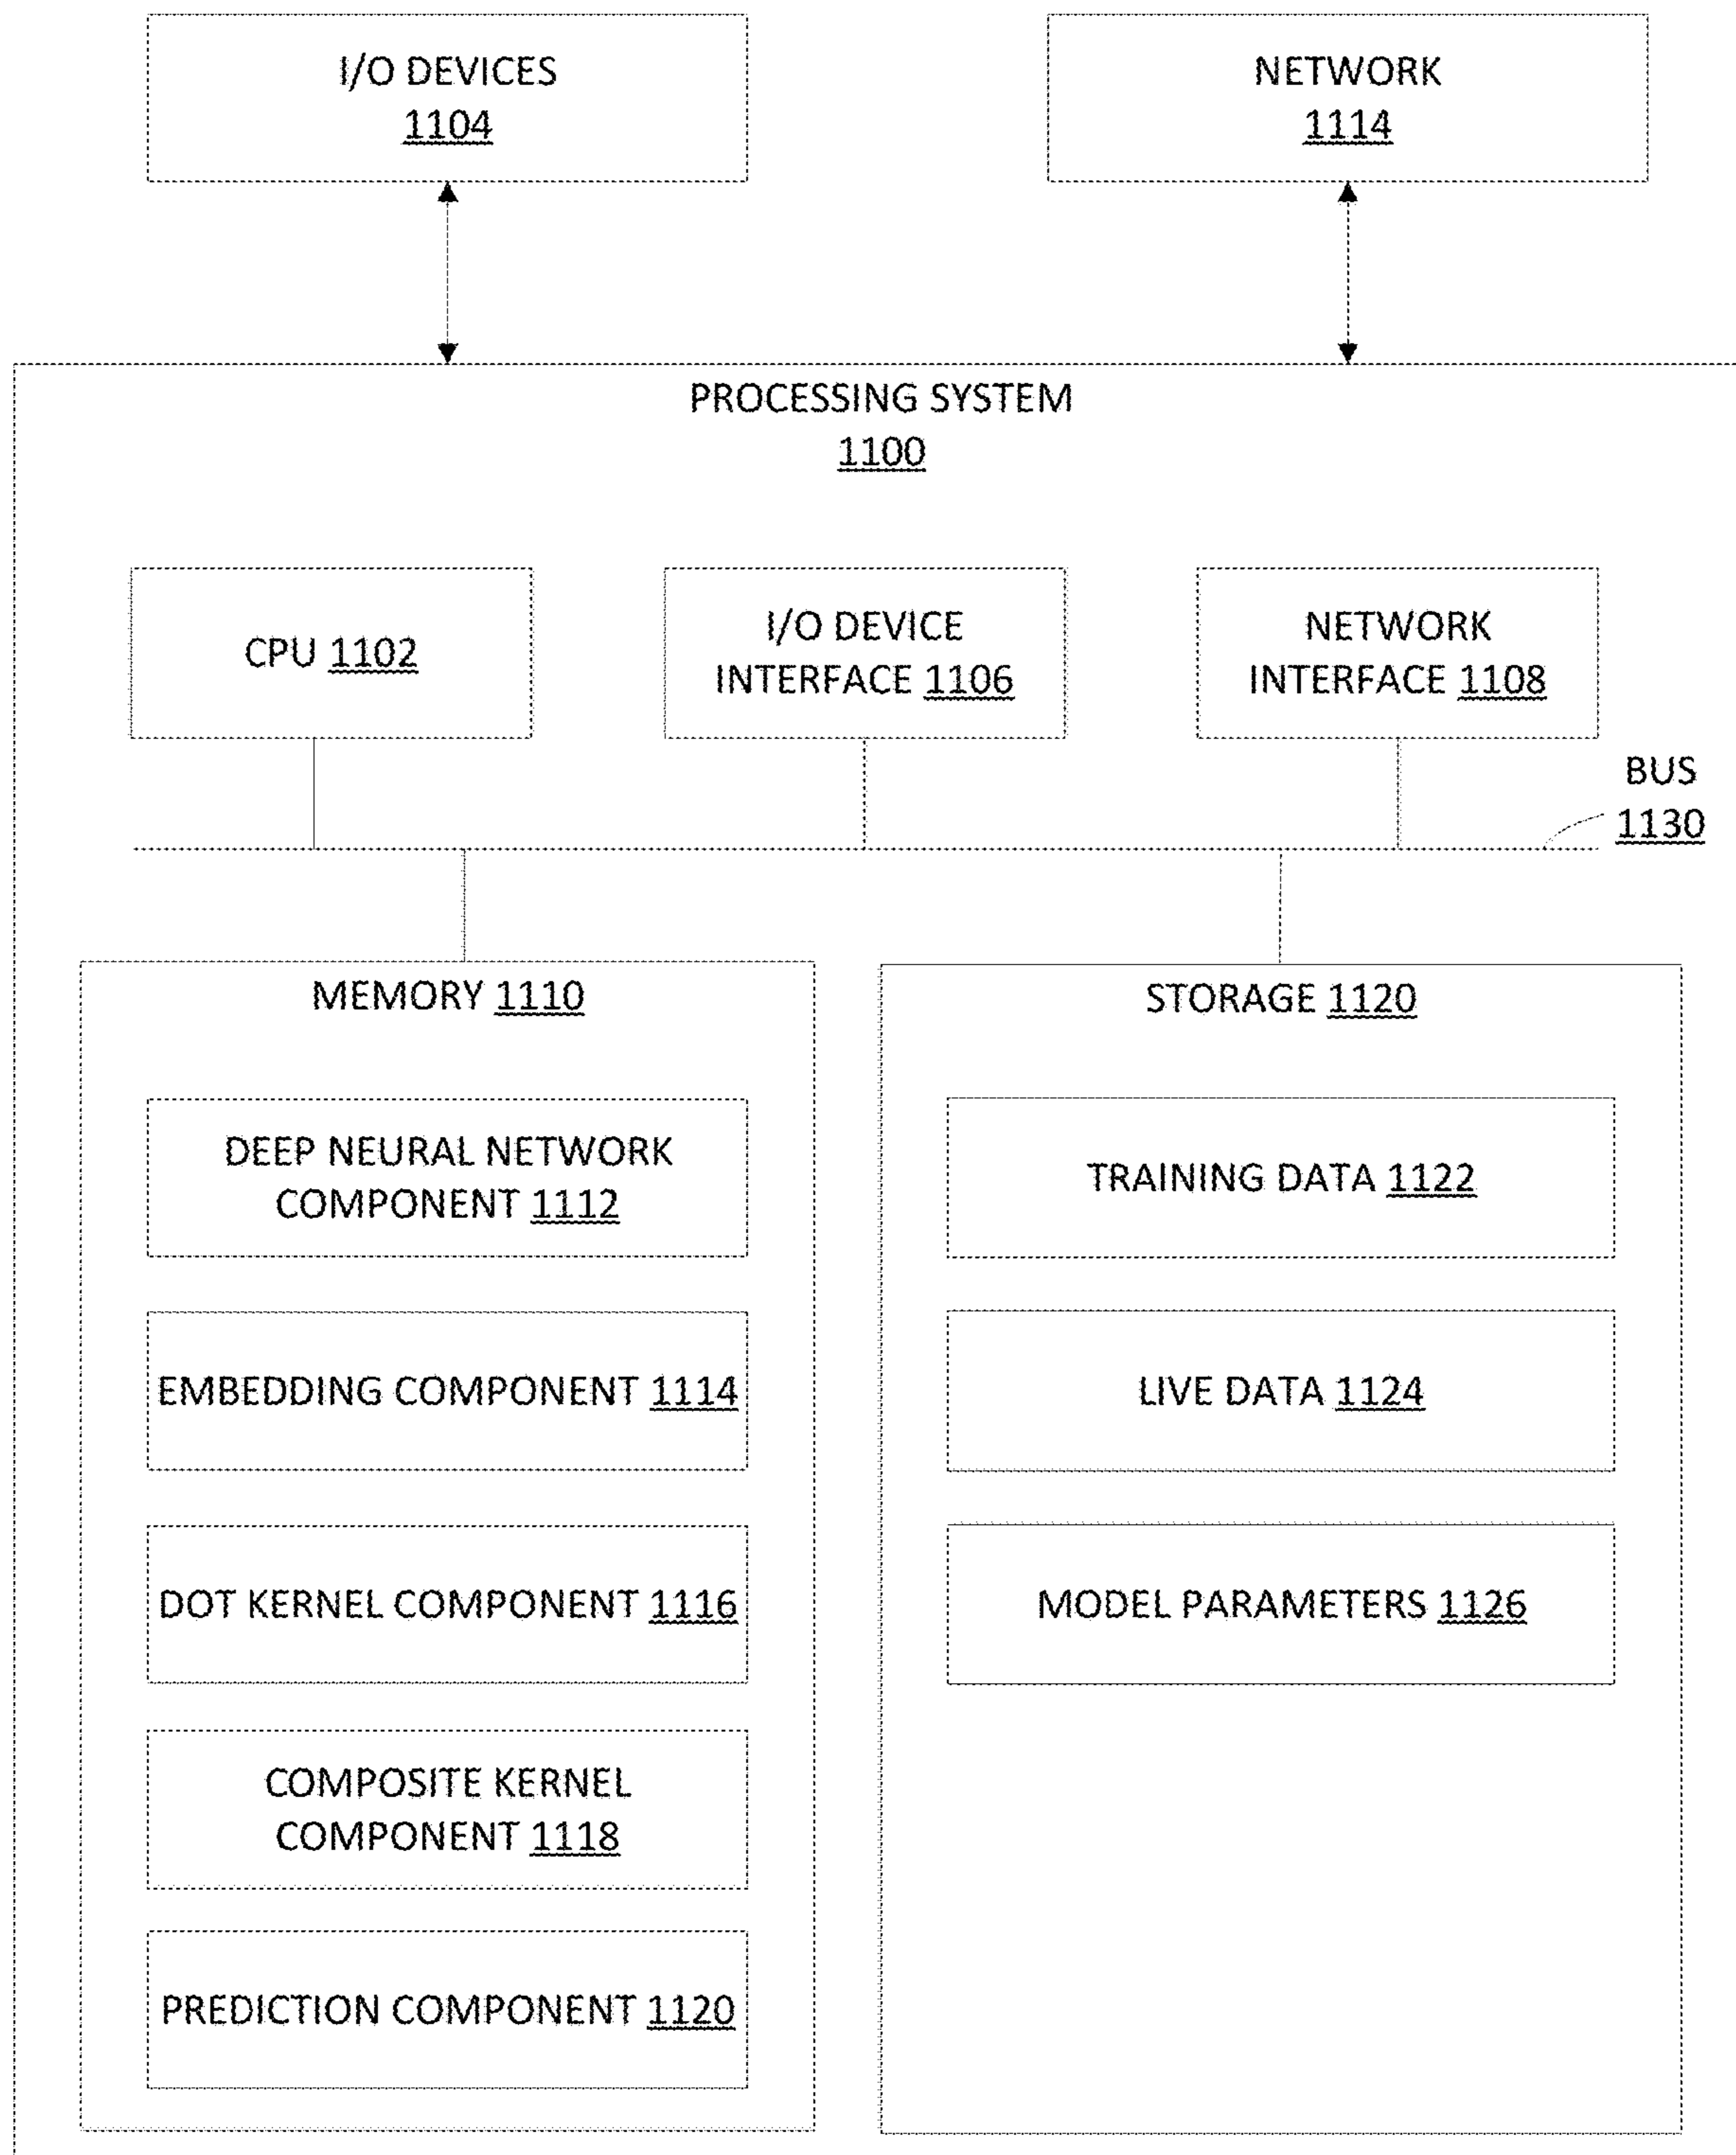 I/O DEVICES
1104
NETWORK
1114
PROCESSING SYSTEM
1100
CPU 1102
I/O DEVICE
INTERFACE 1106
NETWORK
INTERFACE 1108
BUS
1130
MEMORY 1110
DEEP NEURAL NETWORK
COMPONENT 1112
EMBEDDING COMPONENT 1114
DOT KERNEL COMPONENT 1116
COMPOSITE KERNEL
COMPONENT 1118
PREDICTION COMPONENT 1120
STORAGE 1120
TRAINING DATA 1122
LIVE DATA 1124
MODEL PARAMETERS 1126